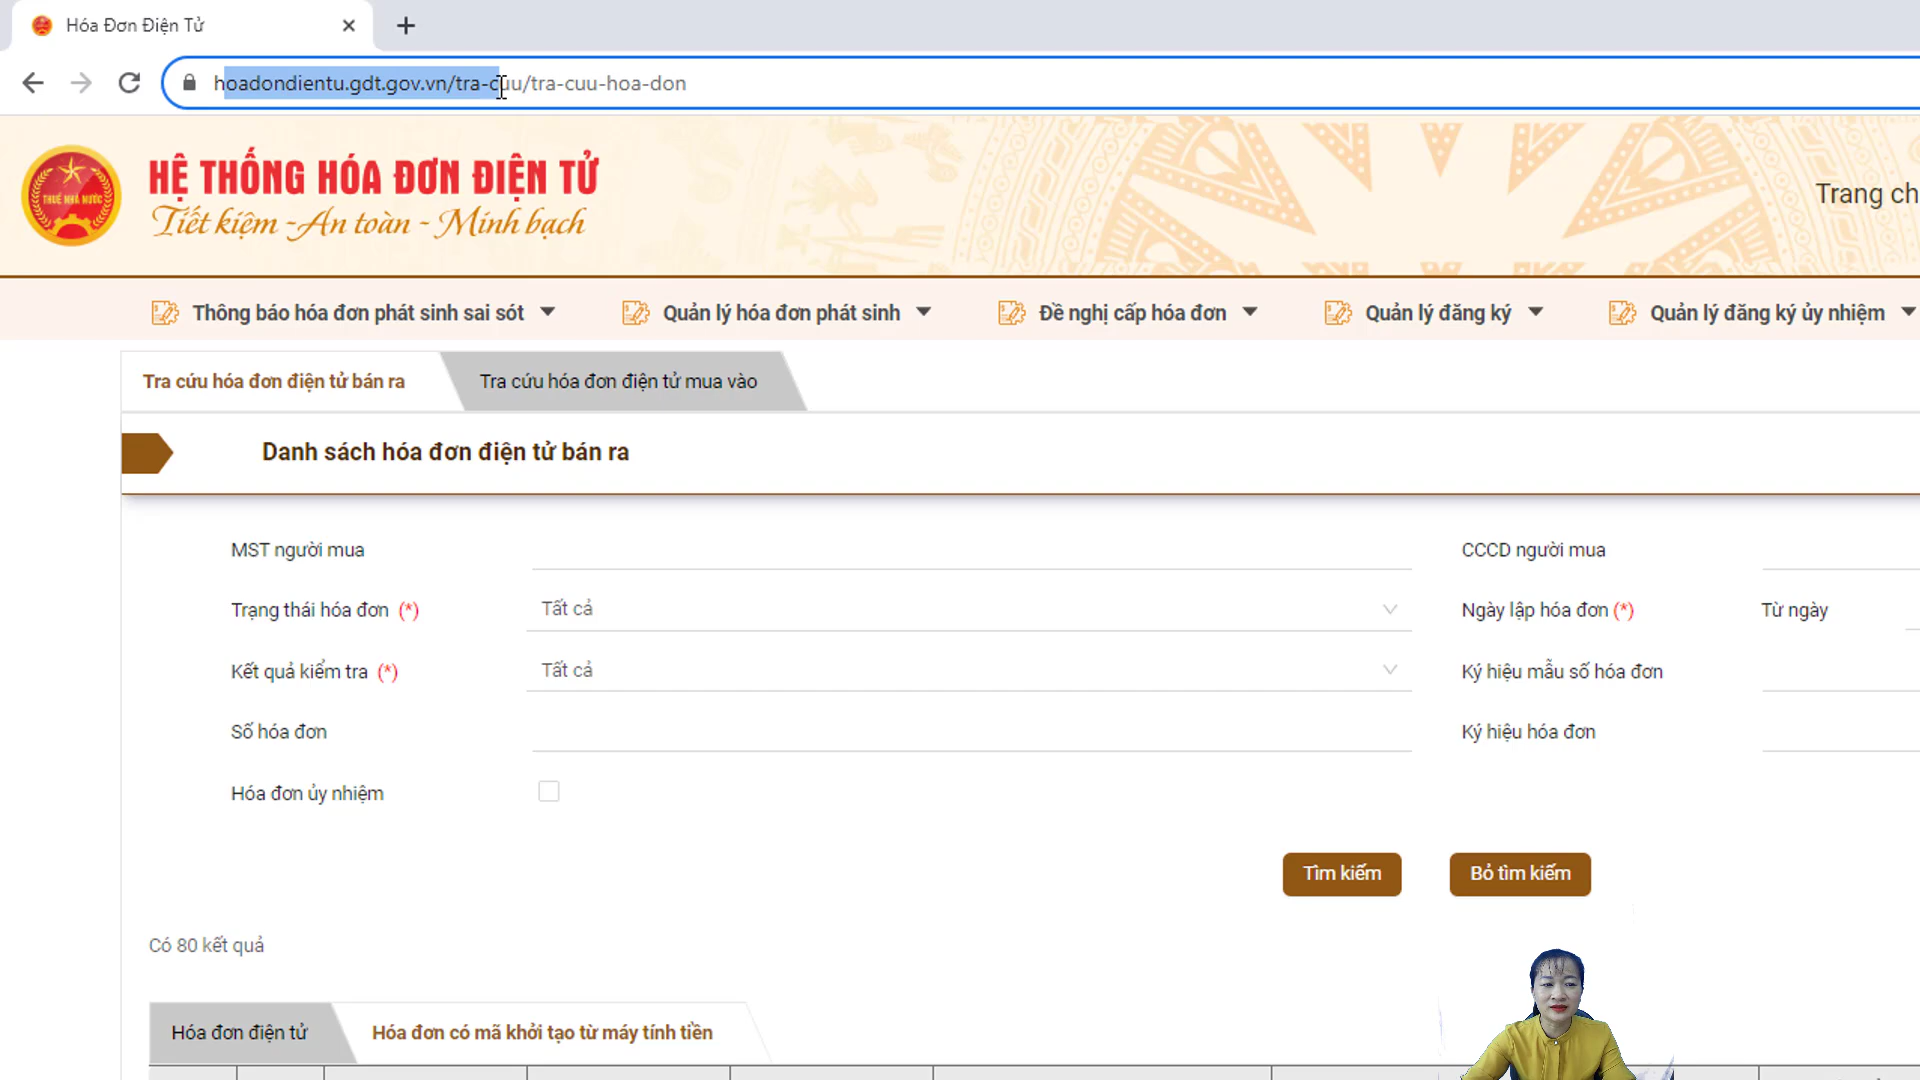 Hóa Đơn Điện Tử
hoadondientu.gdt.gov.vn/tra-cuu/tra-cuu-hoa-don
THUẾ NHÀ NƯỚC
HỆ THỐNG HÓA ĐƠN ĐIỆN TỬ
Tiết kiệm - An toàn - Minh bạch
Trang ch
Thông báo hóa đơn phát sinh sai sót
Quản lý hóa đơn phát sinh
Đề nghị cấp hóa đơn
Quản lý đăng ký
Quản lý đăng ký ủy nhiệm
Tra cứu hóa đơn điện tử bán ra
Tra cứu hóa đơn điện tử mua vào
Danh sách hóa đơn điện tử bán ra
MST người mua
CCCD người mua
Trạng thái hóa đơn (*)
Tất cả
Ngày lập hóa đơn (*)
Từ ngày
Kết quả kiểm tra (*)
Tất cả
Ký hiệu mẫu số hóa đơn
Số hóa đơn
Ký hiệu hóa đơn
Hóa đơn ủy nhiệm
Tìm kiếm
Bỏ tìm kiếm
Có 80 kết quả
Hóa đơn điện tử
Hóa đơn có mã khởi tạo từ máy tính tiền